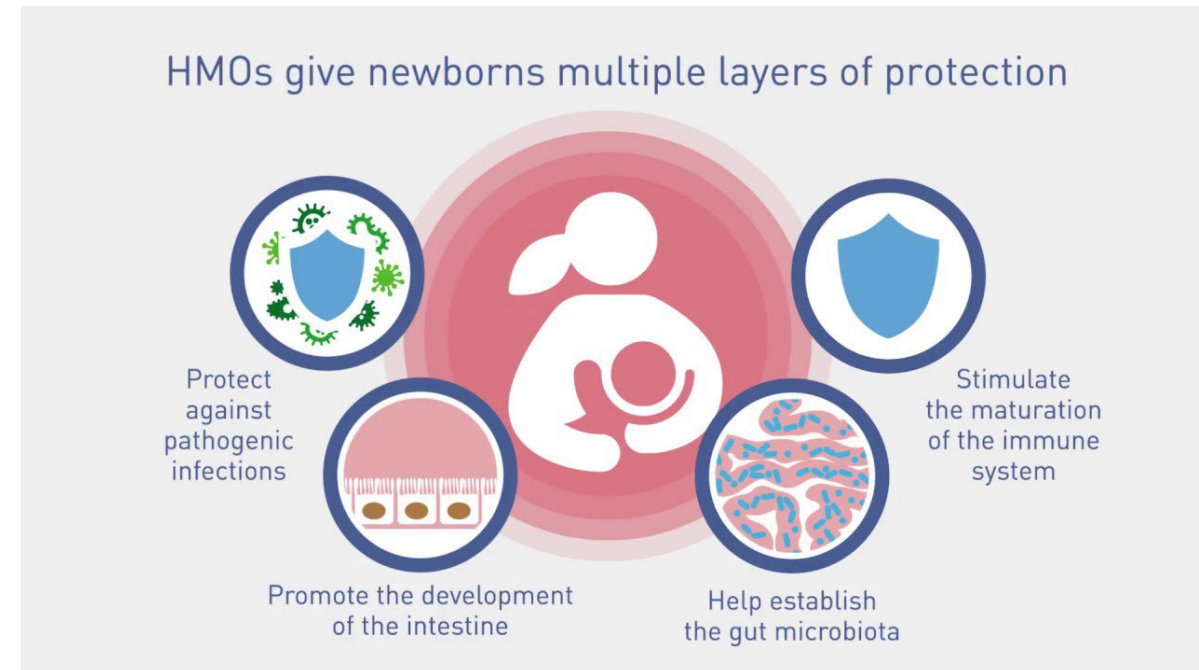 HMOs give newborns multiple layers of protection
Protect
against
pathogenic
infections
Promote the development
of the intestine
Help establish
the gut microbiota
Stimulate
the maturation
of the immune
system